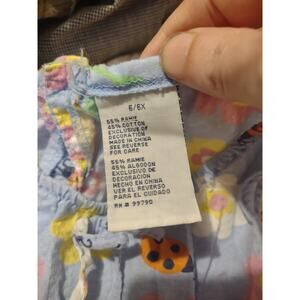 6/6X
55% RAMIE
45% COTTON
EXCLUSIVE OF
DECORATION
MADE IN CHINA
SEE REVERSE
FOR CARE
55% RAMIE
45% ALGODON
EXCLUSIVO DE
DECORACION
HECHO EN CHINA
VER EL REVERSO
PARA EL CUIDADO
RN# 99790